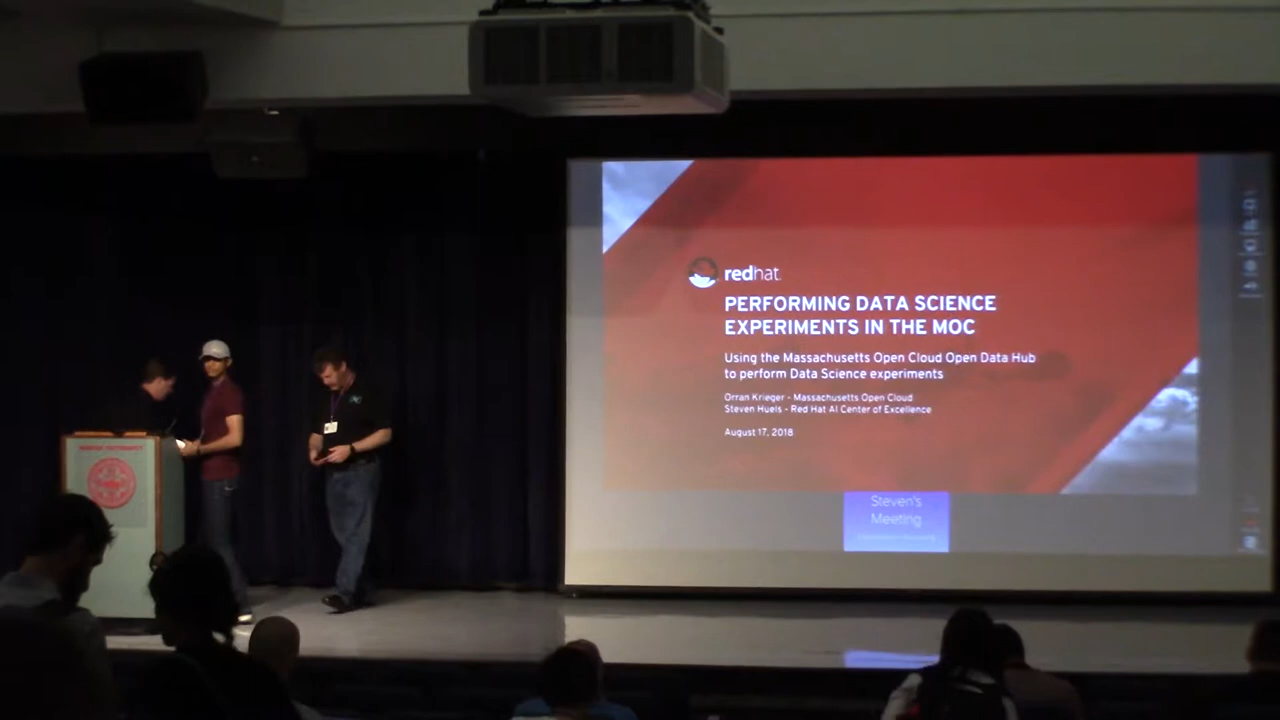 redhat.
PERFORMING DATA SCIENCE
EXPERIMENTS IN THE MOC
Using the Massachusetts Open Cloud Open Data Hub
to perform Data Science experiments
Orran Krieger - Massachusetts Open Cloud
Steven Huels - Red Hat AI Center of Excellence
August 17, 2018
Steven's
Meeting